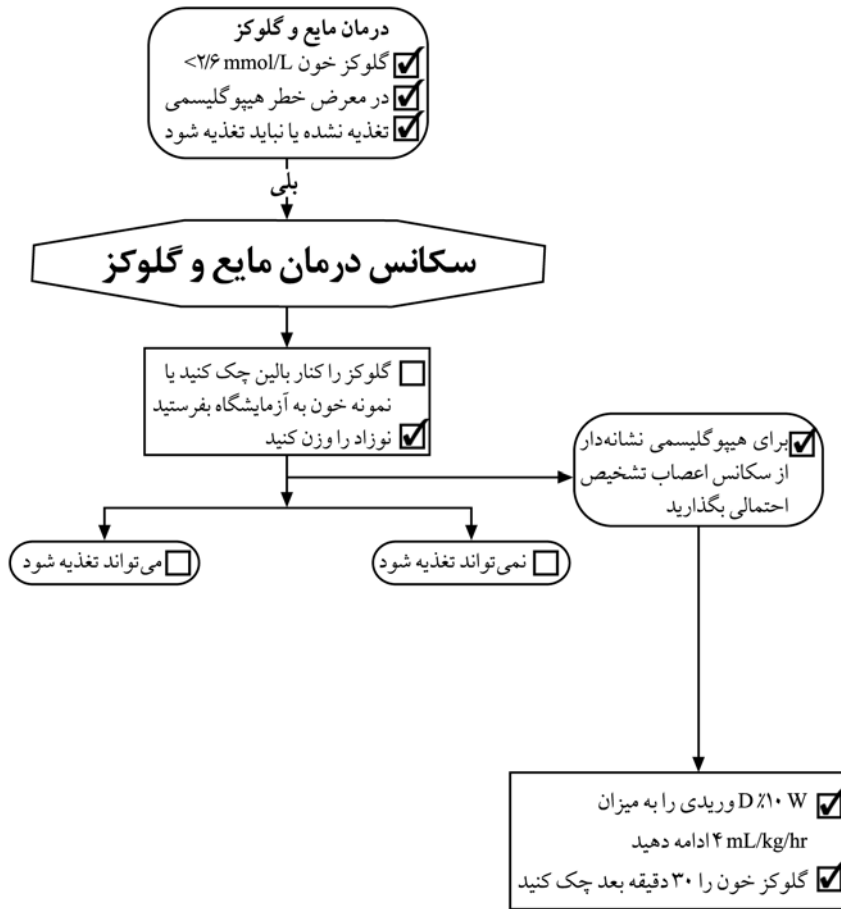 درمان مایع و گلوکز
گلوکز خون <۲/۶ mmol/L
در معرض خطر هیپوگلیسمی
تغذیه نشده یا نباید تغذیه شود
بلی
سکانس درمان مایع و گلوکز
گلوکز را کنار بالین چک کنید یا
نمونه خون به آزمایشگاه بفرستید
نوزاد را وزن کنید
برای هیپوگلیسمی نشانه‌دار
از سکانس اعصاب تشخیص
احتمالی بگذارید
نمی‌تواند تغذیه شود
می‌تواند تغذیه شود
D٪۱۰ W وریدی را به میزان
۴ mL/kg/hr ادامه دهید
گلوکز خون را ۳۰ دقیقه بعد چک کنید